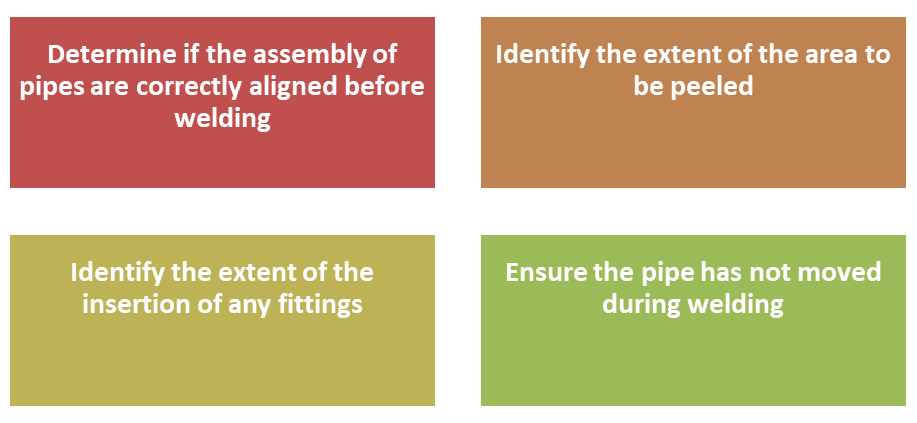 Determine if the assembly of
pipes are correctly aligned before
welding
Identify the extent of the area to
be peeled
Identify the extent of the
insertion of any fittings
Ensure the pipe has not moved
during welding